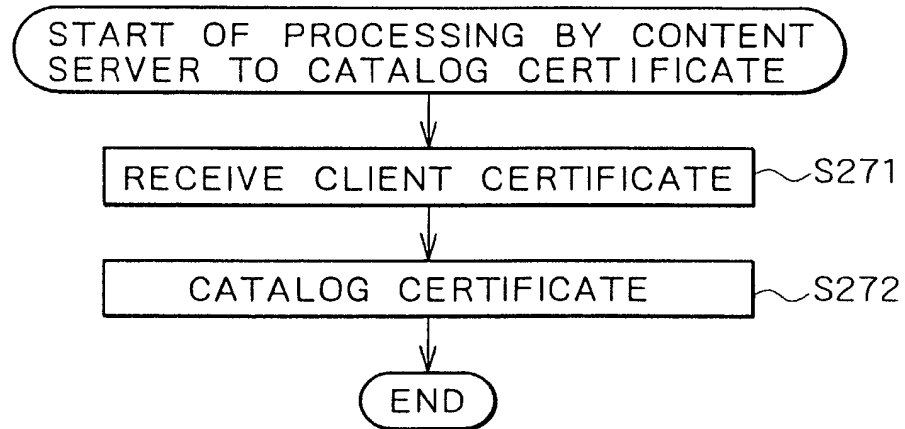 START OF PROCESSING BY CONTENT
SERVER TO CATALOG CERTIFICATE
RECEIVE CLIENT CERTIFICATE
S271
CATALOG CERTIFICATE
S272
END